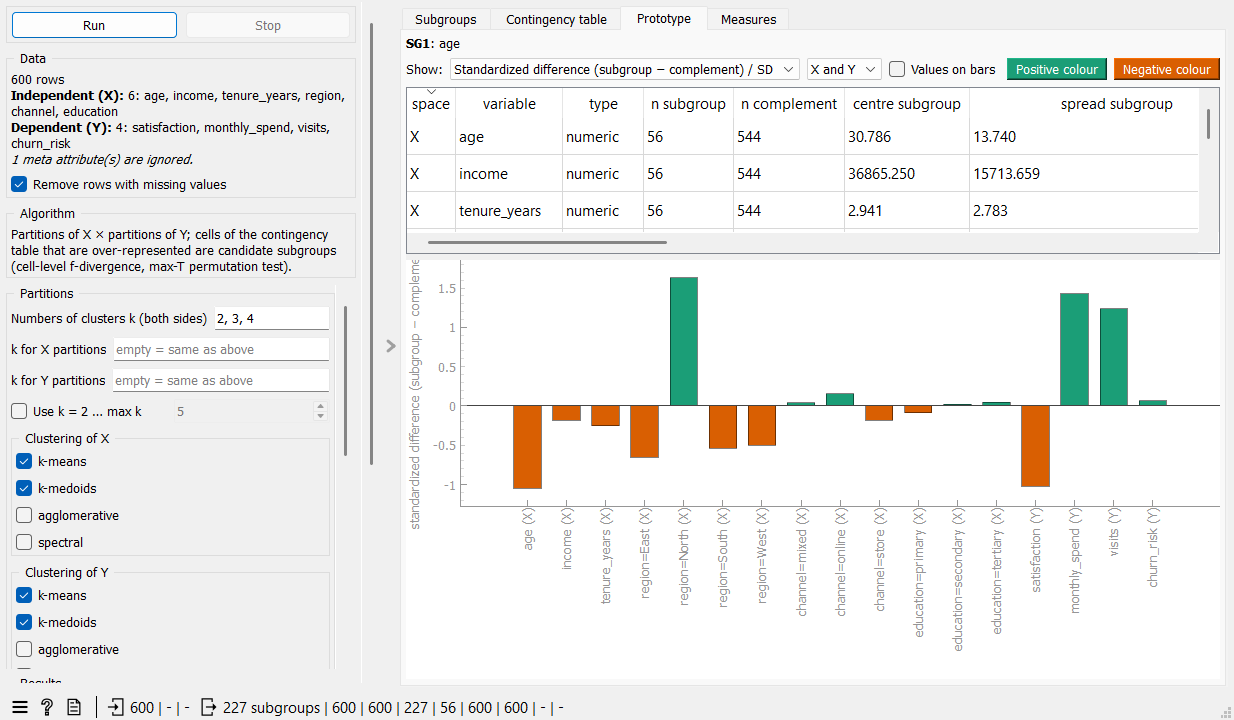 Run
Stop
Data
600 rows
Independent (X): 6: age, income, tenure_years, region,
channel, education
Dependent (Y): 4: satisfaction, monthly_spend, visits,
churn_risk
1 meta attribute(s) are ignored.
Remove rows with missing values
Algorithm
Partitions of X × partitions of Y; cells of the contingency
table that are over-represented are candidate subgroups
(cell-level f-divergence, max-T permutation test).
Partitions
Numbers of clusters k (both sides) 2, 3, 4
k for X partitions empty = same as above
k for Y partitions empty = same as above
Use k = 2 ... max k 5
Clustering of X
k-means
k-medoids
agglomerative
spectral
Clustering of Y
k-means
k-medoids
agglomerative
Results
Subgroups Contingency table Prototype Measures
SG1: age
Show: Standardized difference (subgroup − complement) / SD X and Y Values on bars Positive colour Negative colour
space variable type n subgroup n complement centre subgroup spread subgroup
X age numeric 56 544 30.786 13.740
X income numeric 56 544 36865.250 15713.659
X tenure_years numeric 56 544 2.941 2.783
standardized difference (subgroup − compleme
1.5
1
0.5
0
-0.5
-1
age (X)
income (X)
tenure_years (X)
region=East (X)
region=North (X)
region=South (X)
region=West (X)
channel=mixed (X)
channel=online (X)
channel=store (X)
education=primary (X)
education=secondary (X)
education=tertiary (X)
satisfaction (Y)
monthly_spend (Y)
visits (Y)
churn_risk (Y)
600 | - | - 227 subgroups | 600 | 600 | 227 | 56 | 600 | 600 | - | -